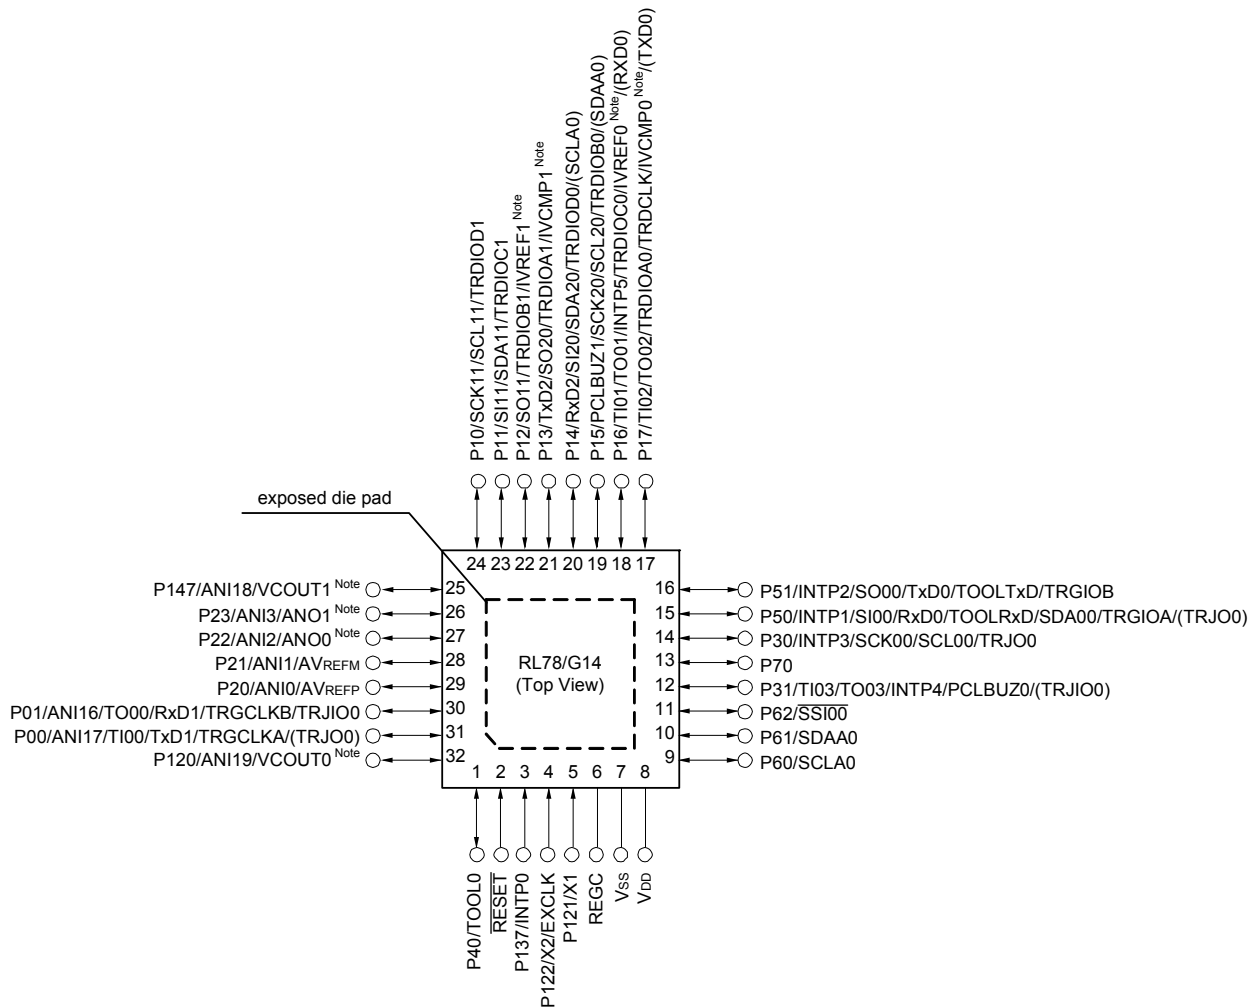 P10/SCK11/SCL11/TRDIOD1
P11/SI11/SDA11/TRDIOC1
P12/SO11/TRDIOB1/IVREF1 Note
P13/TxD2/SO20/TRDIOA1/IVCMP1 Note
P14/RxD2/SI20/SDA20/TRDIOD0/(SCLA0)
P15/PCLBUZ1/SCK20/SCL20/TRDIOB0/(SDAA0)
P16/TI01/TO01/INTP5/TRDIOC0/IVREF0 Note/(RXD0)
P17/TI02/TO02/TRDIOA0/TRDCLK/IVCMP0 Note/(TXD0)
exposed die pad
24 23 22 21 20 19 18 17
P147/ANI18/VCOUT1 Note 25
P23/ANI3/ANO1 Note 26
P22/ANI2/ANO0 Note 27
P21/ANI1/AVREFM 28
P20/ANI0/AVREFP 29
P01/ANI16/TO00/RxD1/TRGCLKB/TRJIO0 30
P00/ANI17/TI00/TxD1/TRGCLKA/(TRJO0) 31
P120/ANI19/VCOUT0 Note 32
RL78/G14
(Top View)
16 P51/INTP2/SO00/TxD0/TOOLTxD/TRGIOB
15 P50/INTP1/SI00/RxD0/TOOLRxD/SDA00/TRGIOA/(TRJO0)
14 P30/INTP3/SCK00/SCL00/TRJO0
13 P70
12 P31/TI03/TO03/INTP4/PCLBUZ0/(TRJIO0)
11 P62/SSI00
10 P61/SDAA0
9 P60/SCLA0
1 2 3 4 5 6 7 8
P40/TOOL0
RESET
P137/INTP0
P122/X2/EXCLK
P121/X1
REGC
VSS
VDD